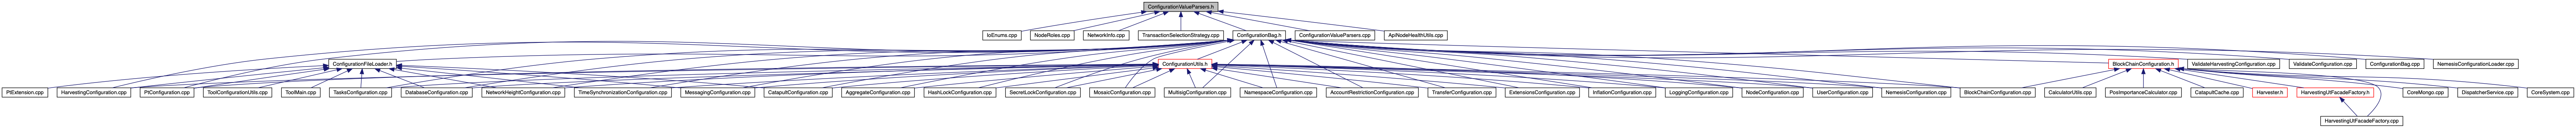 ConfigurationValueParsers.h
IoEnums.cpp
NodeRoles.cpp
NetworkInfo.cpp
TransactionSelectionStrategy.cpp
ConfigurationBag.h
ConfigurationValueParsers.cpp
ApiNodeHealthUtils.cpp
ConfigurationFileLoader.h
ConfigurationUtils.h
BlockChainConfiguration.h
ValidateHarvestingConfiguration.cpp
ValidateConfiguration.cpp
ConfigurationBag.cpp
NemesisConfigurationLoader.cpp
PtExtension.cpp
HarvestingConfiguration.cpp
PtConfiguration.cpp
ToolConfigurationUtils.cpp
ToolMain.cpp
TasksConfiguration.cpp
DatabaseConfiguration.cpp
NetworkHeightConfiguration.cpp
TimeSynchronizationConfiguration.cpp
MessagingConfiguration.cpp
CatapultConfiguration.cpp
AggregateConfiguration.cpp
HashLockConfiguration.cpp
SecretLockConfiguration.cpp
MosaicConfiguration.cpp
MultisigConfiguration.cpp
NamespaceConfiguration.cpp
AccountRestrictionConfiguration.cpp
TransferConfiguration.cpp
ExtensionsConfiguration.cpp
InflationConfiguration.cpp
LoggingConfiguration.cpp
NodeConfiguration.cpp
UserConfiguration.cpp
NemesisConfiguration.cpp
BlockChainConfiguration.cpp
CalculatorUtils.cpp
PosImportanceCalculator.cpp
CatapultCache.cpp
Harvester.h
HarvestingUtFacadeFactory.h
CoreMongo.cpp
DispatcherService.cpp
CoreSystem.cpp
HarvestingUtFacadeFactory.cpp